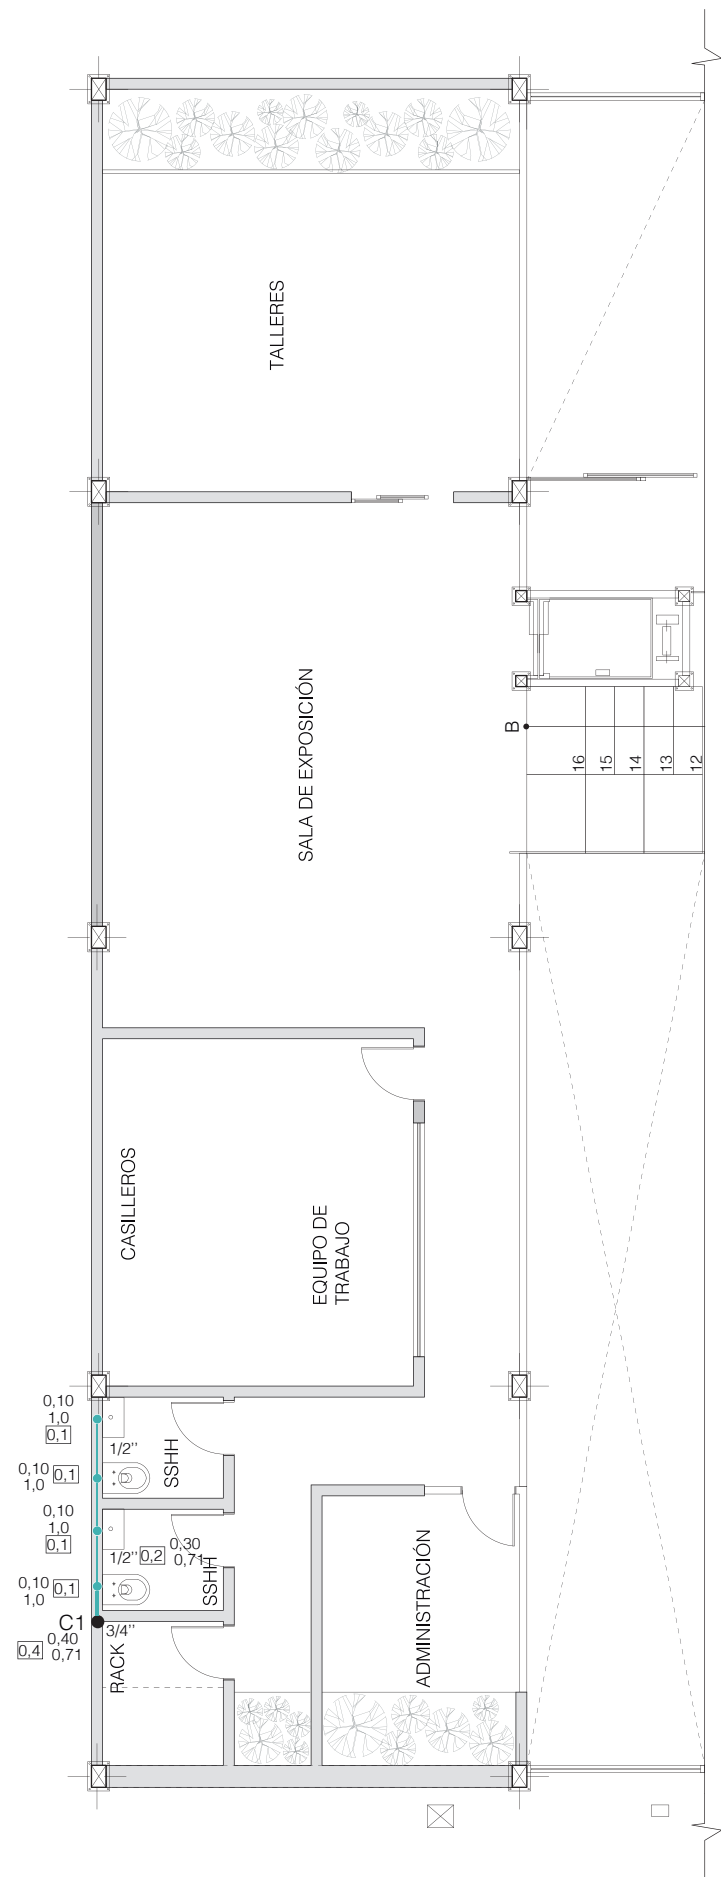 TALLERES
SALA DE EXPOSICIÓN
B
16
15
14
13
12
CASILLEROS
EQUIPO DE
TRABAJO
0,10
1,0
0,1
1/2''
SSHH
0,10 0,1
1,0
0,10
1,0
0,1
1/2'' 0,2 0,30
0,71
SSHH
0,10 0,1
1,0
C1
3/4''
0,4 0,40
0,71
RACK
ADMINISTRACIÓN